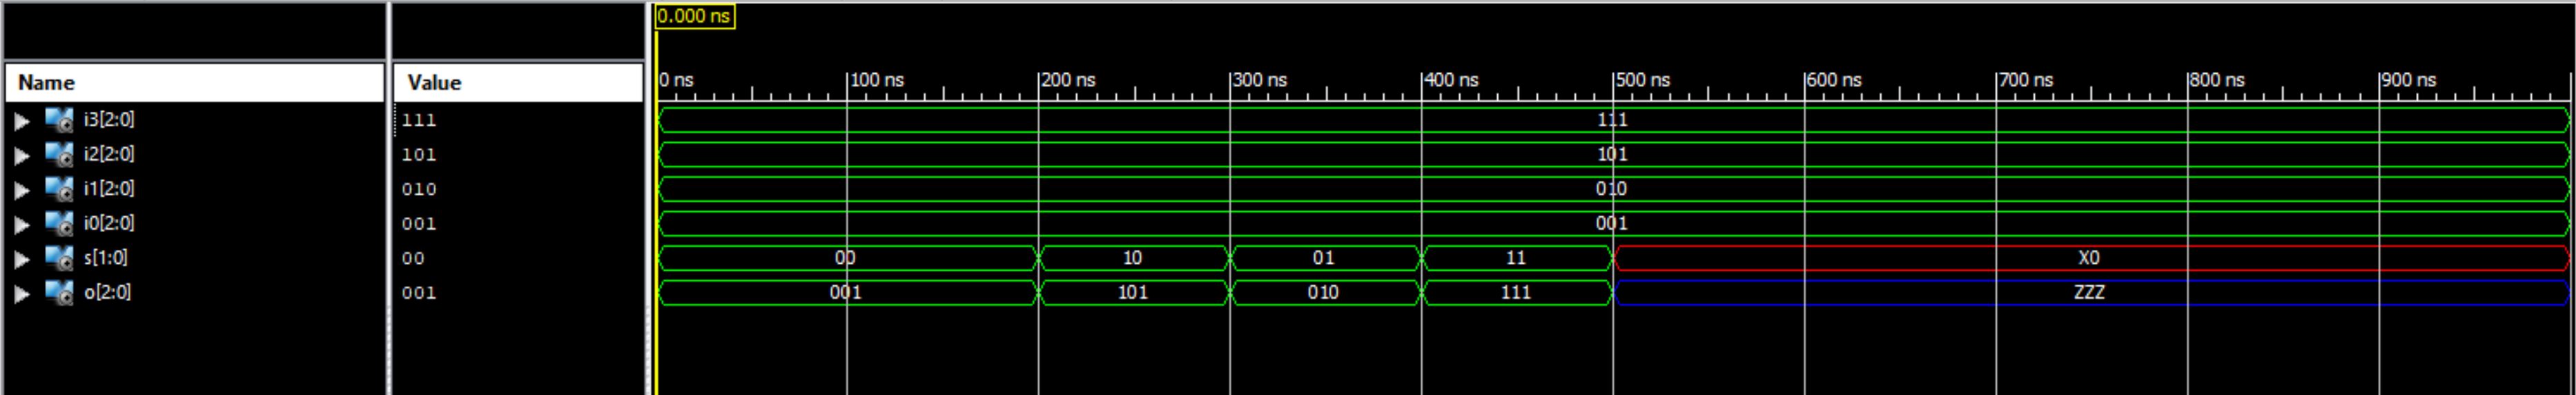 0.000 ns
Name Value 0 ns 100 ns 200 ns 300 ns 400 ns 500 ns 600 ns 700 ns 800 ns 900 ns
i3[2:0] 111 111
i2[2:0] 101 101
i1[2:0] 010 010
i0[2:0] 001 001
s[1:0] 00 00 10 01 11 X0
o[2:0] 001 001 101 010 111 ZZZ